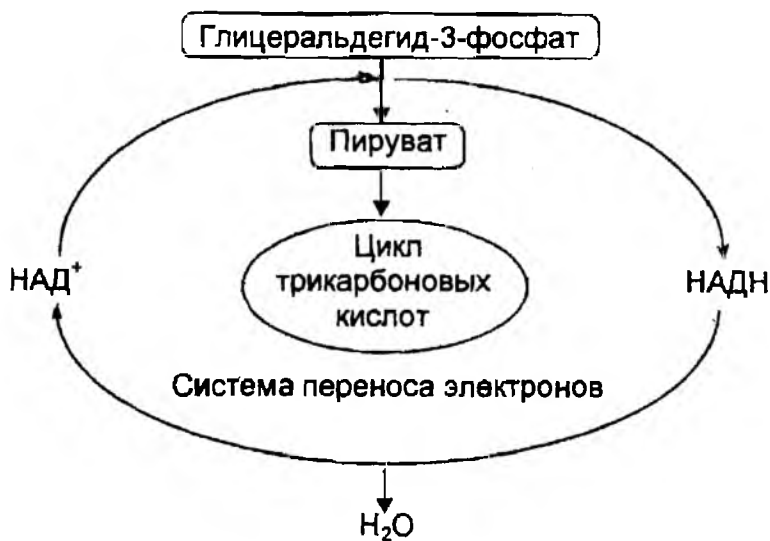 Глицеральдегид-3-фосфат
Пируват
Цикл
трикарбоновых
кислот
НАД⁺
НАДН
Система переноса электронов
H₂O